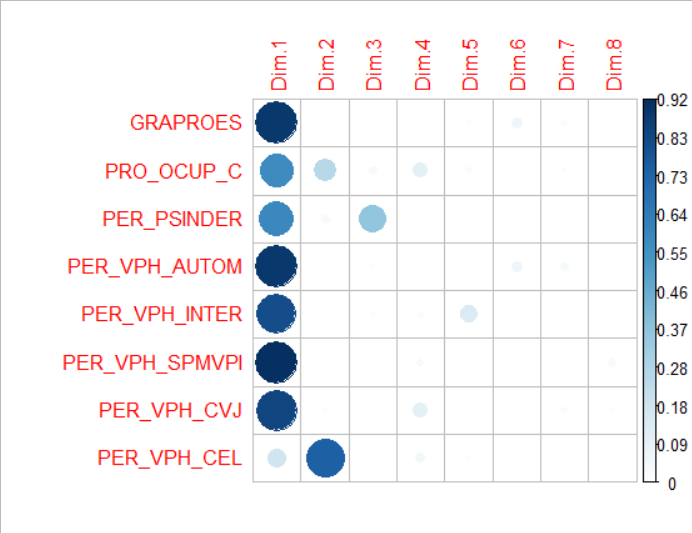 Dim.1 Dim.2 Dim.3 Dim.4 Dim.5 Dim.6 Dim.7 Dim.8
GRAPROES
PRO_OCUP_C
PER_PSINDER
PER_VPH_AUTOM
PER_VPH_INTER
PER_VPH_SPMVPI
PER_VPH_CVJ
PER_VPH_CEL
0.92
0.83
0.73
0.64
0.55
0.46
0.37
0.28
0.18
0.09
0